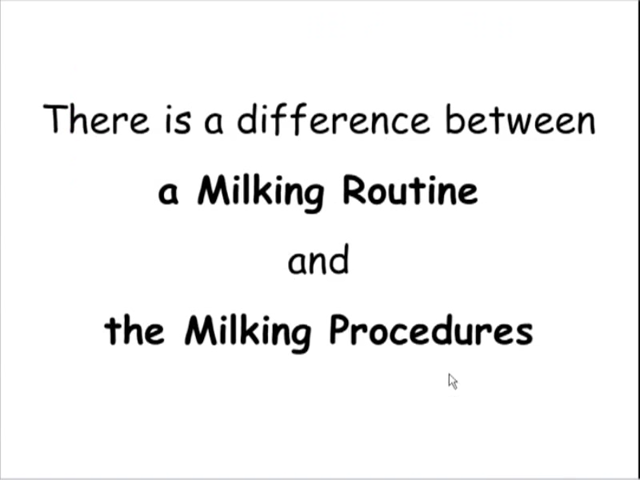 There is a difference between
a Milking Routine
and
the Milking Procedures